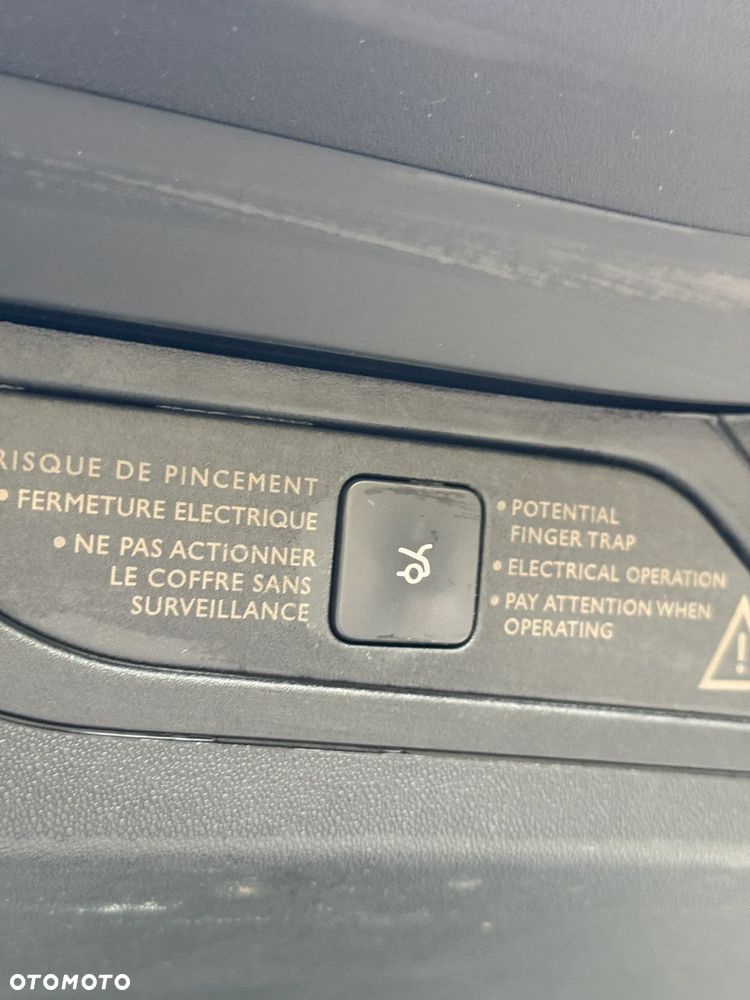 RISQUE DE PINCEMENT
• FERMETURE ELECTRIQUE
• NE PAS ACTIONNER
LE COFFRE SANS
SURVEILLANCE
• POTENTIAL
FINGER TRAP
• ELECTRICAL OPERATION
• PAY ATTENTION WHEN
OPERATING
OTOMOTO